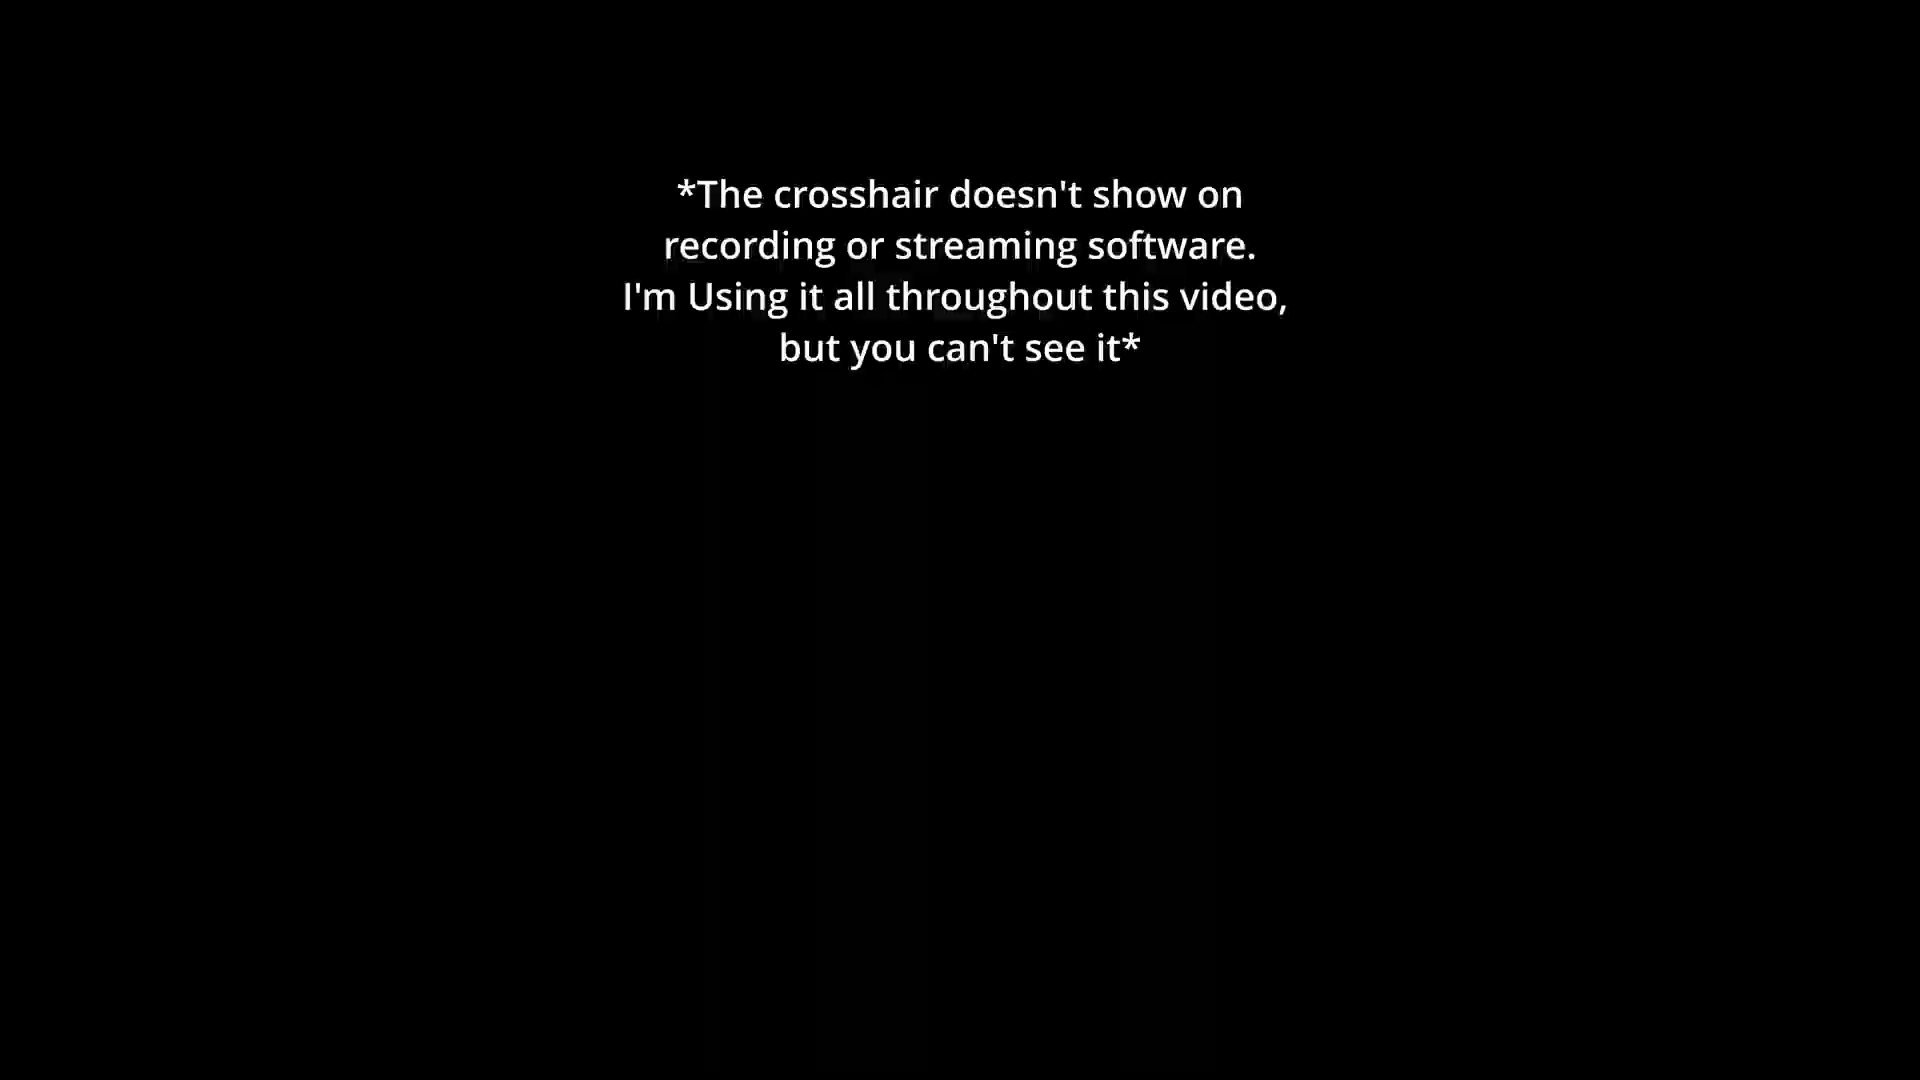 *The crosshair doesn't show on
recording or streaming software.
I'm Using it all throughout this video,
but you can't see it*